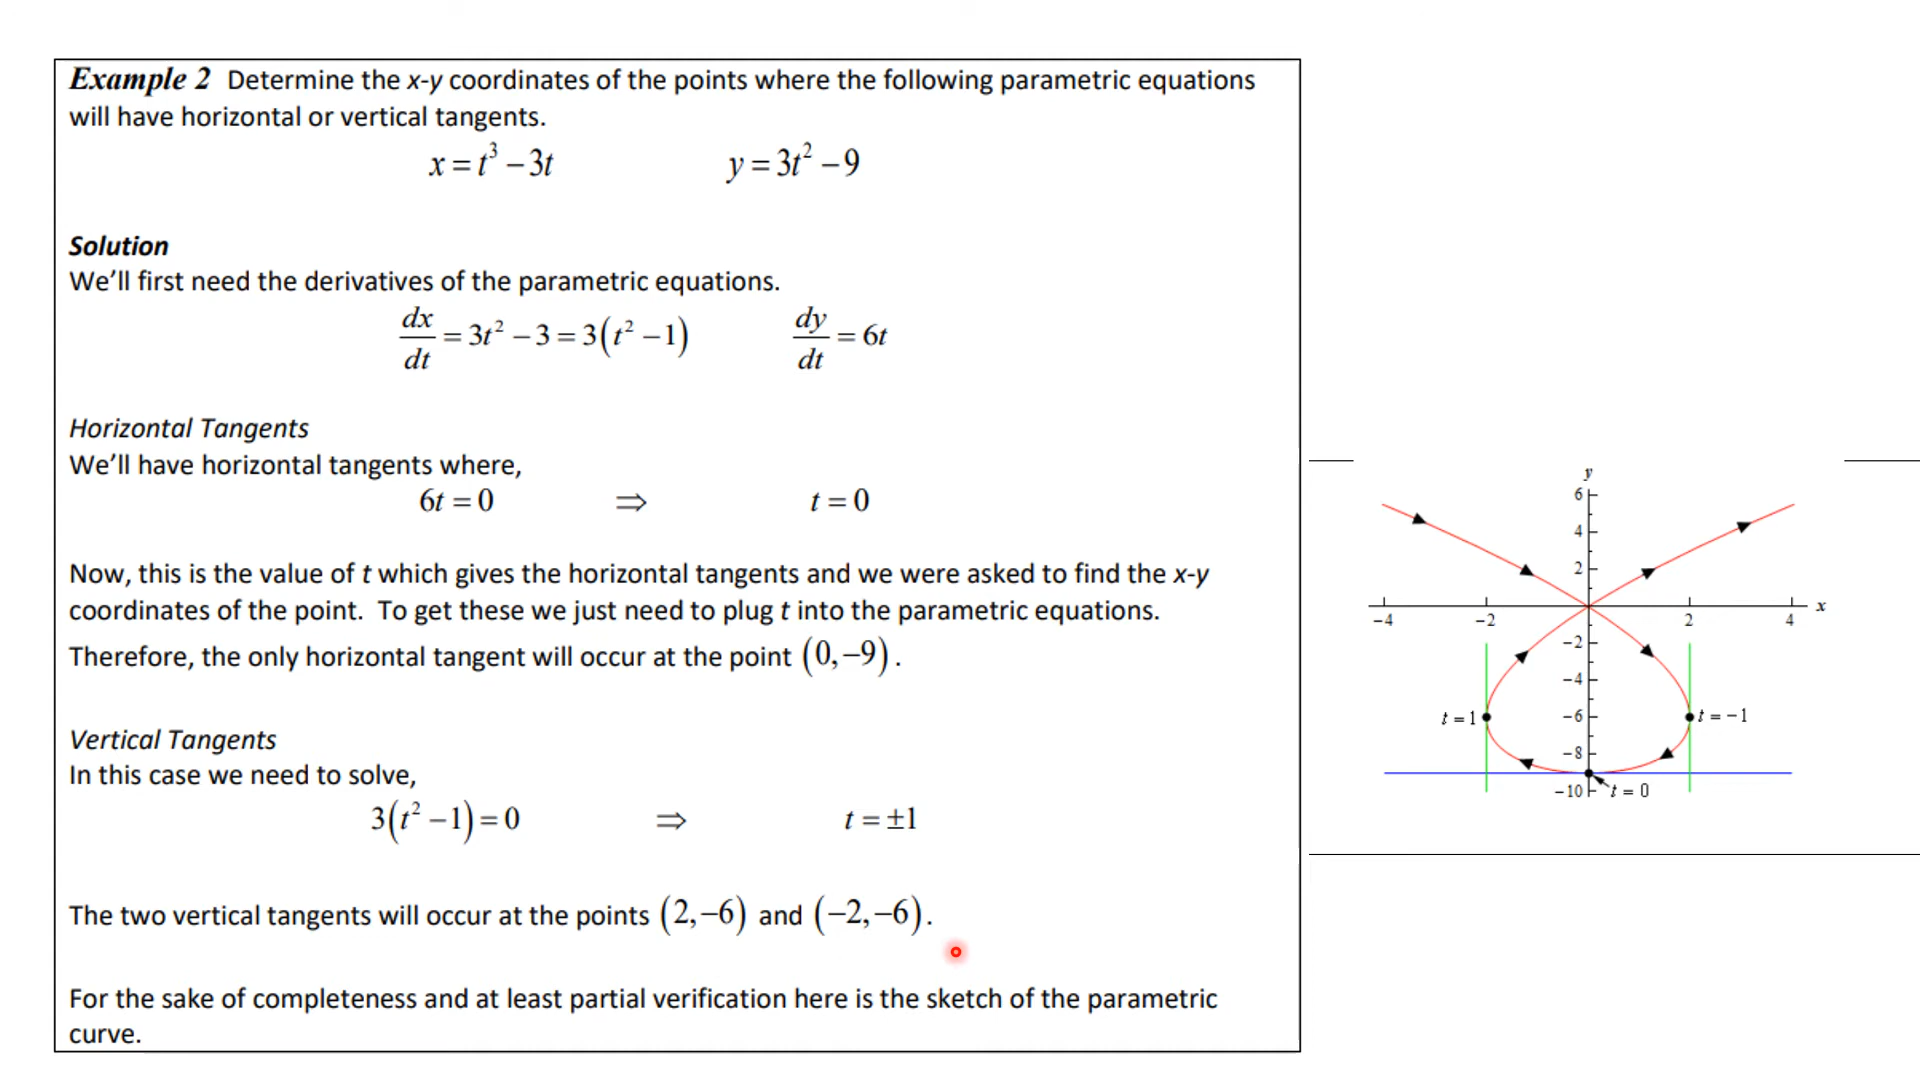 Example 2 Determine the x-y coordinates of the points where the following parametric equations
will have horizontal or vertical tangents.
x = t³ − 3t y = 3t² − 9
Solution
We’ll first need the derivatives of the parametric equations.
dx/dt = 3t² − 3 = 3(t² − 1) dy/dt = 6t
Horizontal Tangents
We’ll have horizontal tangents where,
6t = 0 ⇒ t = 0
Now, this is the value of t which gives the horizontal tangents and we were asked to find the x-y
coordinates of the point. To get these we just need to plug t into the parametric equations.
Therefore, the only horizontal tangent will occur at the point (0,−9).
Vertical Tangents
In this case we need to solve,
3(t² − 1) = 0 ⇒ t = ±1
The two vertical tangents will occur at the points (2,−6) and (−2,−6).
For the sake of completeness and at least partial verification here is the sketch of the parametric
curve.
y
6
4
2
−4 −2 2 4 x
−2
−4
t = 1 −6 t = −1
−8
−10 t = 0